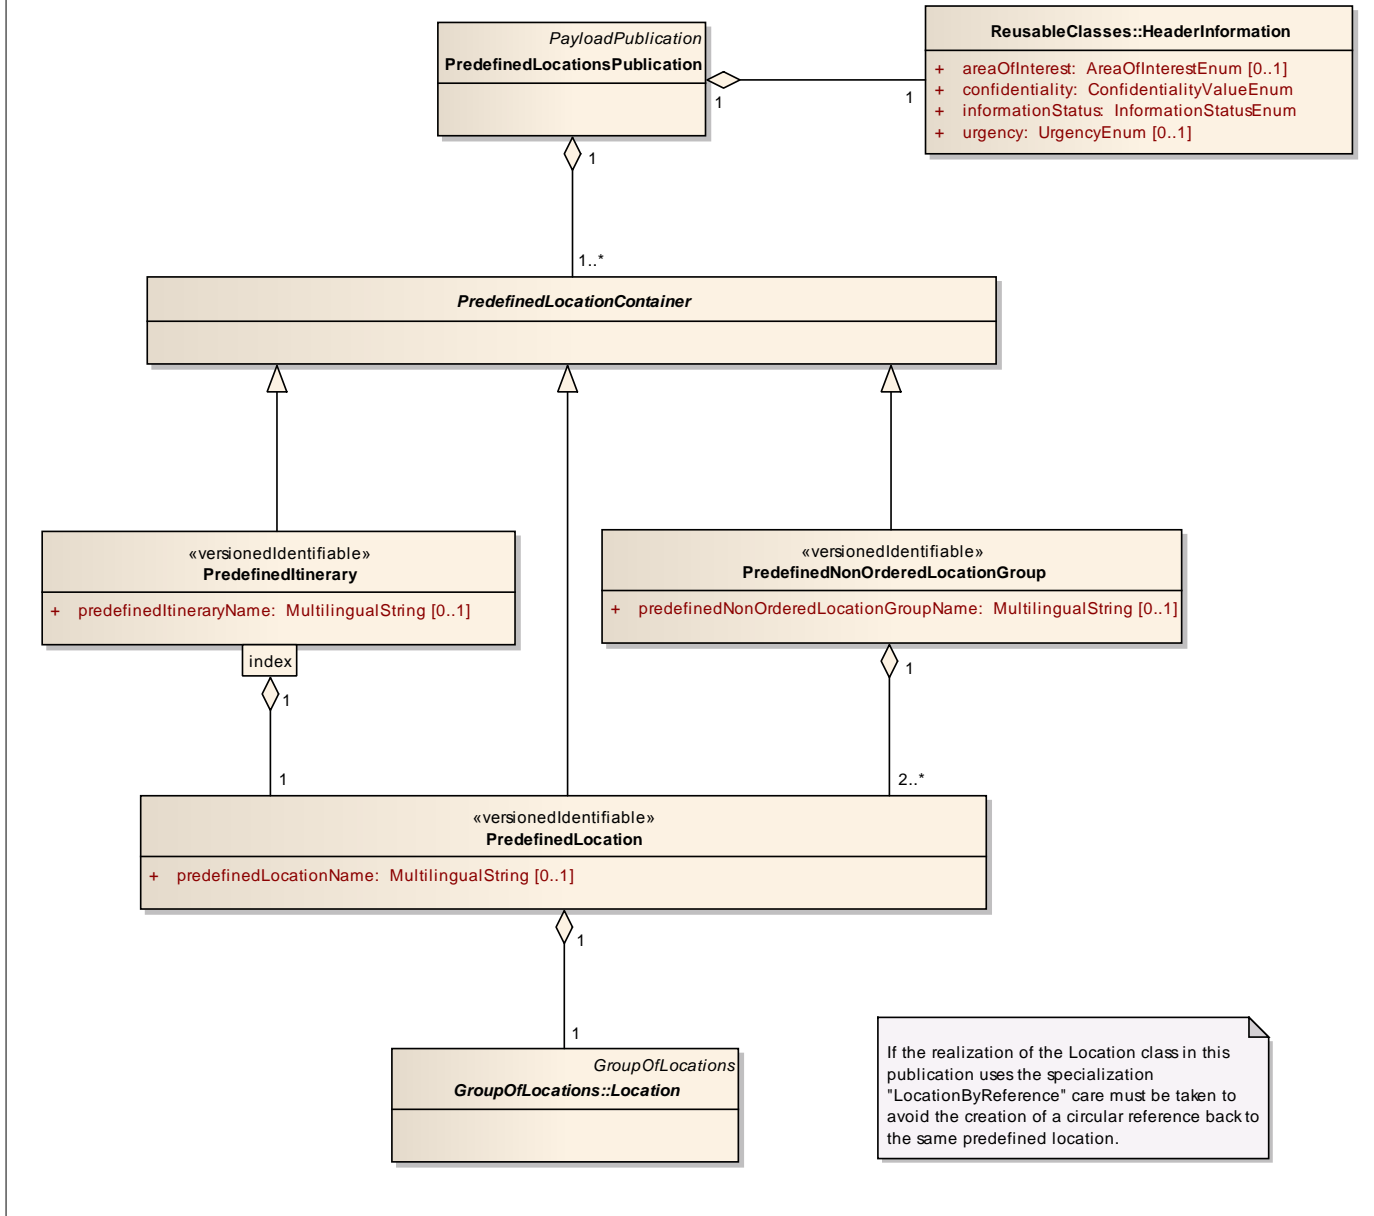 PayloadPublication
PredefinedLocationsPublication
1
1
ReusableClasses::HeaderInformation
+ areaOfInterest: AreaOfInterestEnum [0..1]
+ confidentiality: ConfidentialityValueEnum
+ informationStatus: InformationStatusEnum
+ urgency: UrgencyEnum [0..1]
1
1..*
PredefinedLocationContainer
«versionedIdentifiable»
PredefinedItinerary
+ predefinedItineraryName: MultilingualString [0..1]
index
1
1
«versionedIdentifiable»
PredefinedNonOrderedLocationGroup
+ predefinedNonOrderedLocationGroupName: MultilingualString [0..1]
1
2..*
«versionedIdentifiable»
PredefinedLocation
+ predefinedLocationName: MultilingualString [0..1]
1
1
GroupOfLocations
GroupOfLocations::Location
If the realization of the Location class in this
publication uses the specialization
"LocationByReference" care must be taken to
avoid the creation of a circular reference back to
the same predefined location.